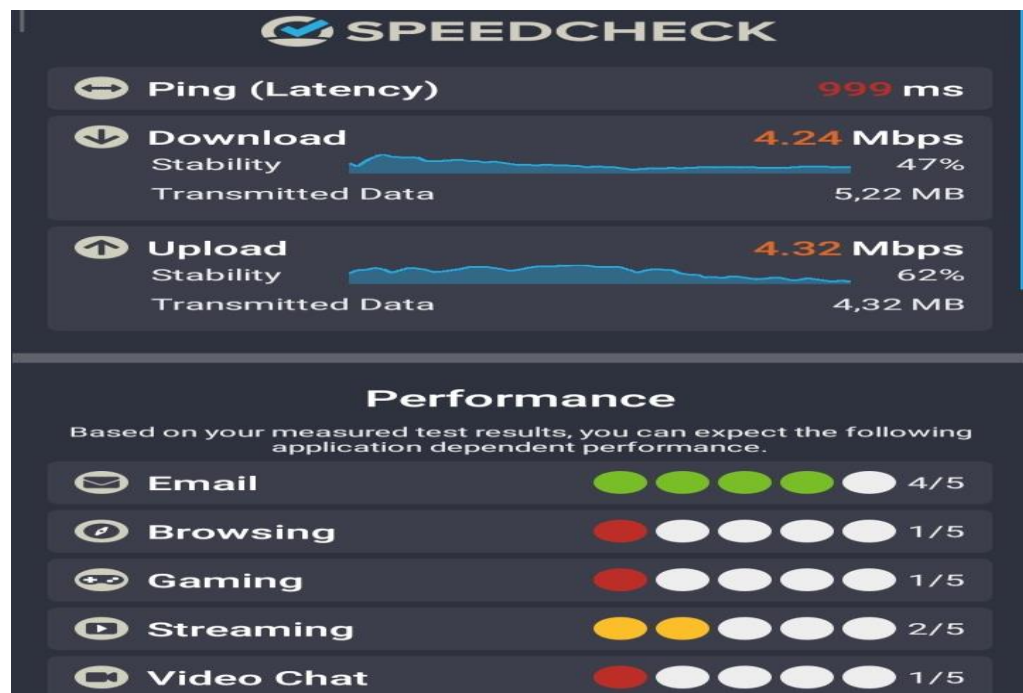 SPEEDCHECK
Ping (Latency) 999 ms
Download 4.24 Mbps
Stability 47%
Transmitted Data 5,22 MB
Upload 4.32 Mbps
Stability 62%
Transmitted Data 4,32 MB
Performance
Based on your measured test results, you can expect the following
application dependent performance.
Email 4/5
Browsing 1/5
Gaming 1/5
Streaming 2/5
Video Chat 1/5